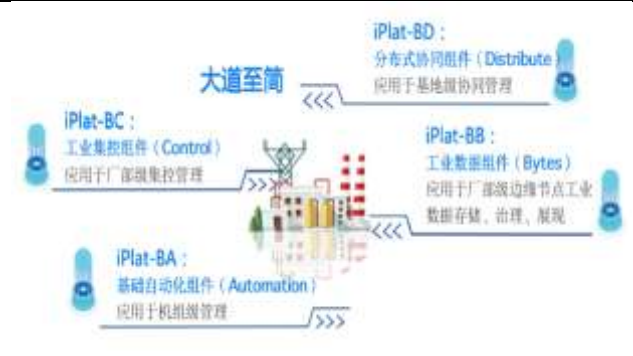 iPlat-BD：
分布式协同组件（Distribute）
应用于基地级协同管理
大道至简
iPlat-BC：
工业集控组件（Control）
应用于厂部级集控管理
iPlat-BB：
工业数据组件（Bytes）
应用于厂部级边缘节点工业
数据存储、治理、展现
iPlat-BA：
基础自动化组件（Automation）
应用于机组级管理